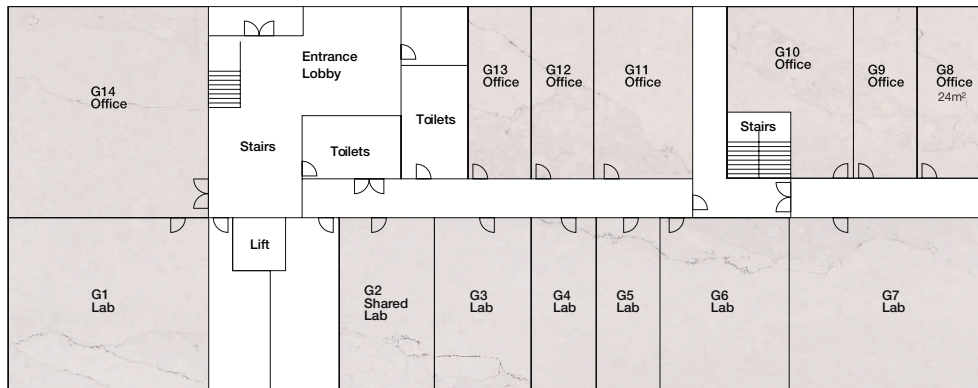 G14
Office
Entrance
Lobby
Stairs
Toilets
Toilets
G13
Office
G12
Office
G11
Office
G10
Office
Stairs
G9
Office
G8
Office
24m²
G1
Lab
Lift
G2
Shared
Lab
G3
Lab
G4
Lab
G5
Lab
G6
Lab
G7
Lab